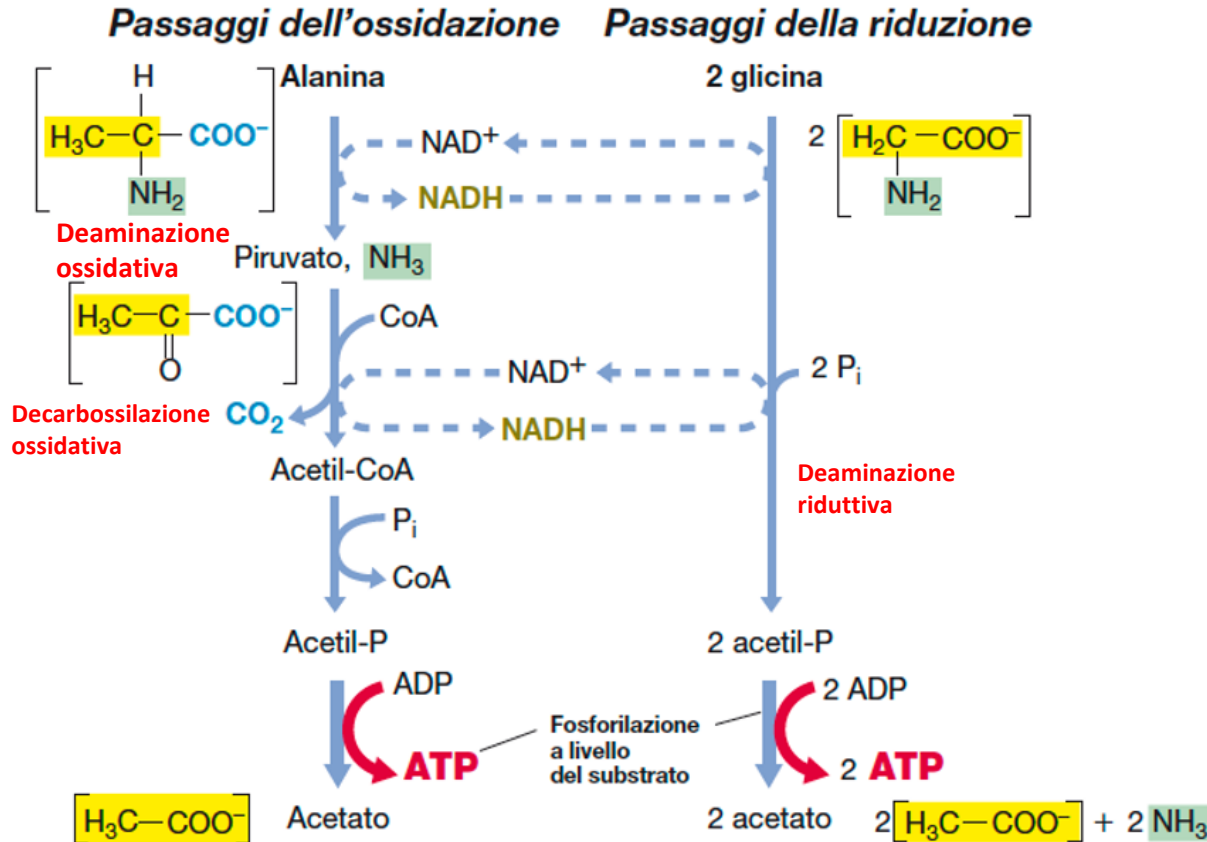 Passaggi dell'ossidazione
Passaggi della riduzione
H
Alanina
H₃C—C—COO⁻
NH₂
2 glicina
2 H₂C—COO⁻
NH₂
NAD⁺
NADH
Deaminazione
ossidativa
Piruvato, NH₃
H₃C—C—COO⁻
O
CoA
NAD⁺
2 Pᵢ
Decarbossilazione
ossidativa
CO₂
NADH
Acetil-CoA
Deaminazione
riduttiva
Pᵢ
CoA
Acetil-P
2 acetil-P
ADP
2 ADP
Fosforilazione
a livello
del substrato
ATP
2 ATP
H₃C—COO⁻
Acetato
2 acetato
2 H₃C—COO⁻ + 2 NH₃